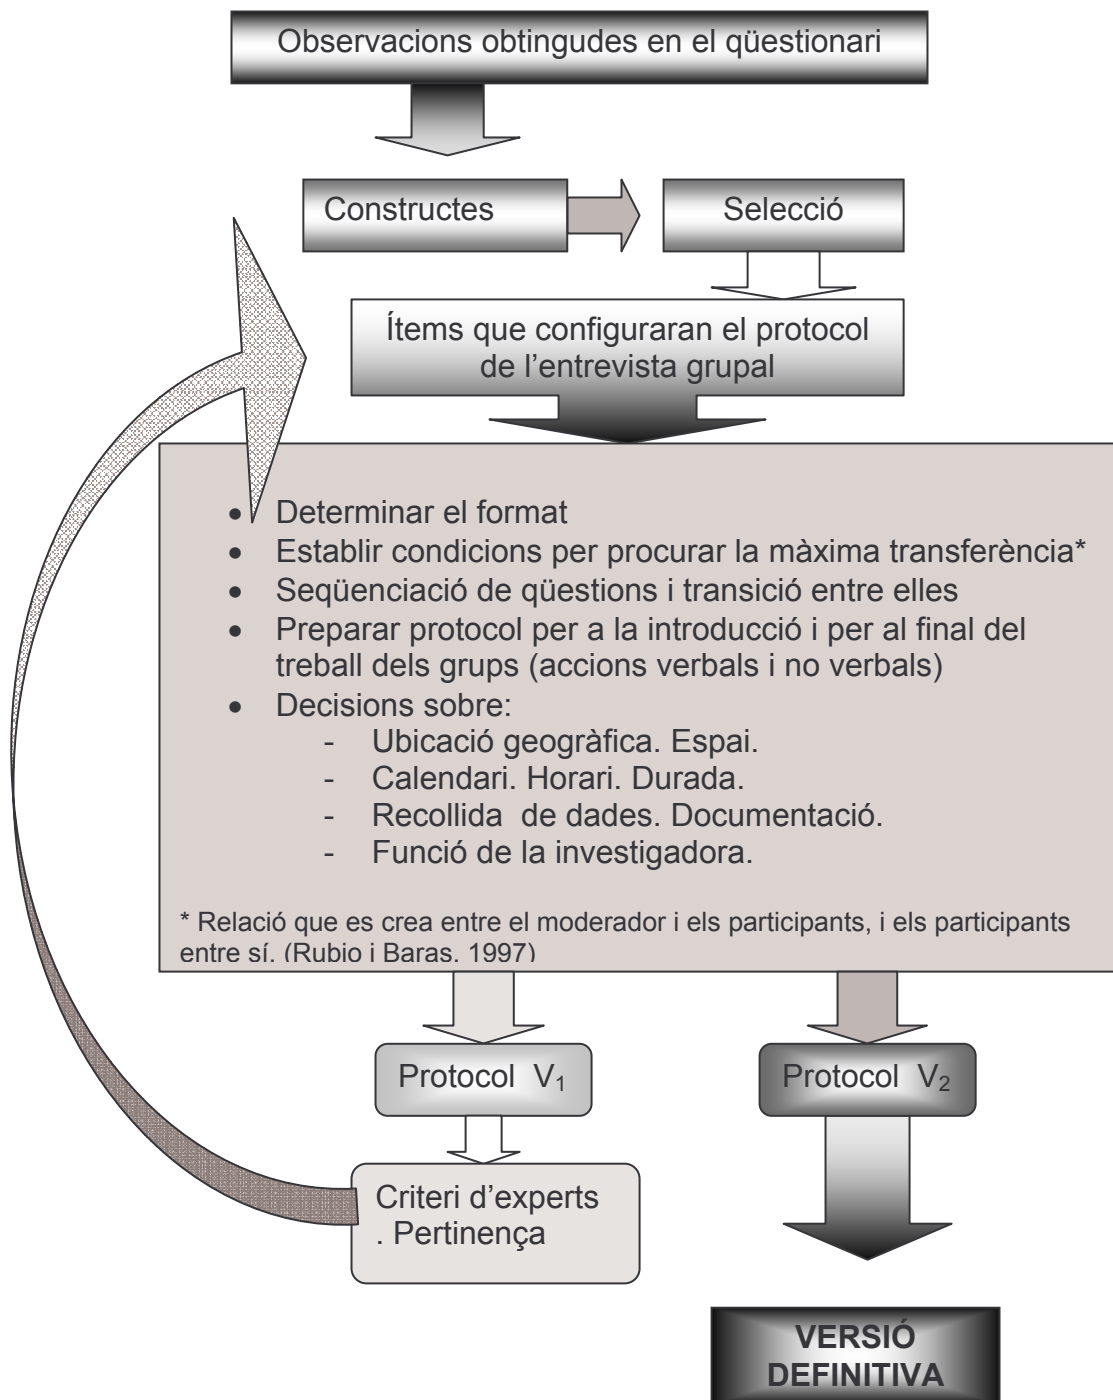 Observacions obtingudes en el qüestionari
Constructes
Selecció
Ítems que configuraran el protocol
de l’entrevista grupal
• Determinar el format
• Establir condicions per procurar la màxima transferència*
• Seqüenciació de qüestions i transició entre elles
• Preparar protocol per a la introducció i per al final del
treball dels grups (accions verbals i no verbals)
• Decisions sobre:
- Ubicació geogràfica. Espai.
- Calendari. Horari. Durada.
- Recollida de dades. Documentació.
- Funció de la investigadora.
* Relació que es crea entre el moderador i els participants, i els participants
entre sí. (Rubio i Baras. 1997)
Protocol V₁
Protocol V₂
Criteri d’experts
. Pertinença
VERSIÓ
DEFINITIVA